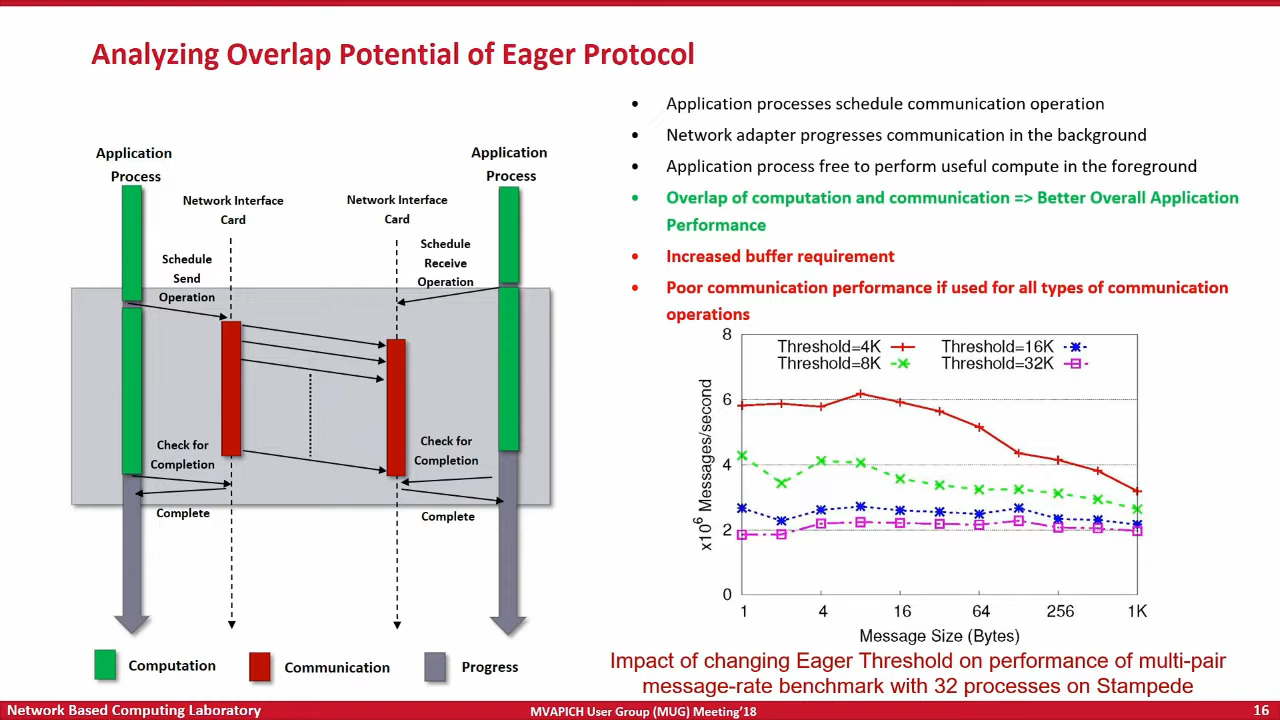 Analyzing Overlap Potential of Eager Protocol
Application
Process
Application
Process
Network Interface
Card
Network Interface
Card
Schedule
Send
Operation
Schedule
Receive
Operation
Check for
Completion
Check for
Completion
Complete
Complete
Computation
Communication
Progress
• Application processes schedule communication operation
• Network adapter progresses communication in the background
• Application process free to perform useful compute in the foreground
• Overlap of computation and communication => Better Overall Application
Performance
• Increased buffer requirement
• Poor communication performance if used for all types of communication
operations
Threshold=4K
Threshold=16K
Threshold=8K
Threshold=32K
x10⁶ Messages/second
8
6
4
2
0
1
4
16
64
256
1K
Message Size (Bytes)
Impact of changing Eager Threshold on performance of multi-pair
message-rate benchmark with 32 processes on Stampede
Network Based Computing Laboratory
MVAPICH User Group (MUG) Meeting'18
16